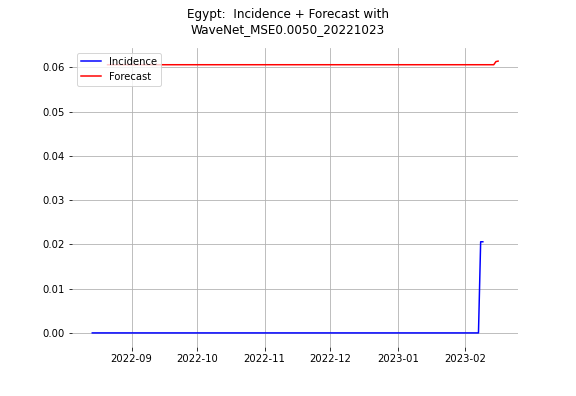 Egypt:  Incidence + Forecast with
WaveNet_MSE0.0050_20221023
Incidence
Forecast
0.06
0.05
0.04
0.03
0.02
0.01
0.00
2022-09 2022-10 2022-11 2022-12 2023-01 2023-02